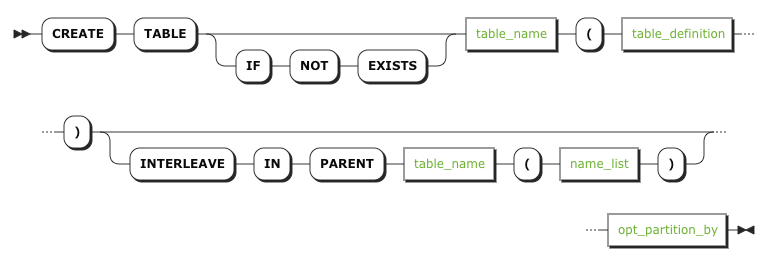 CREATE TABLE table_name ( table_definition
IF NOT EXISTS
)
INTERLEAVE IN PARENT table_name ( name_list )
opt_partition_by